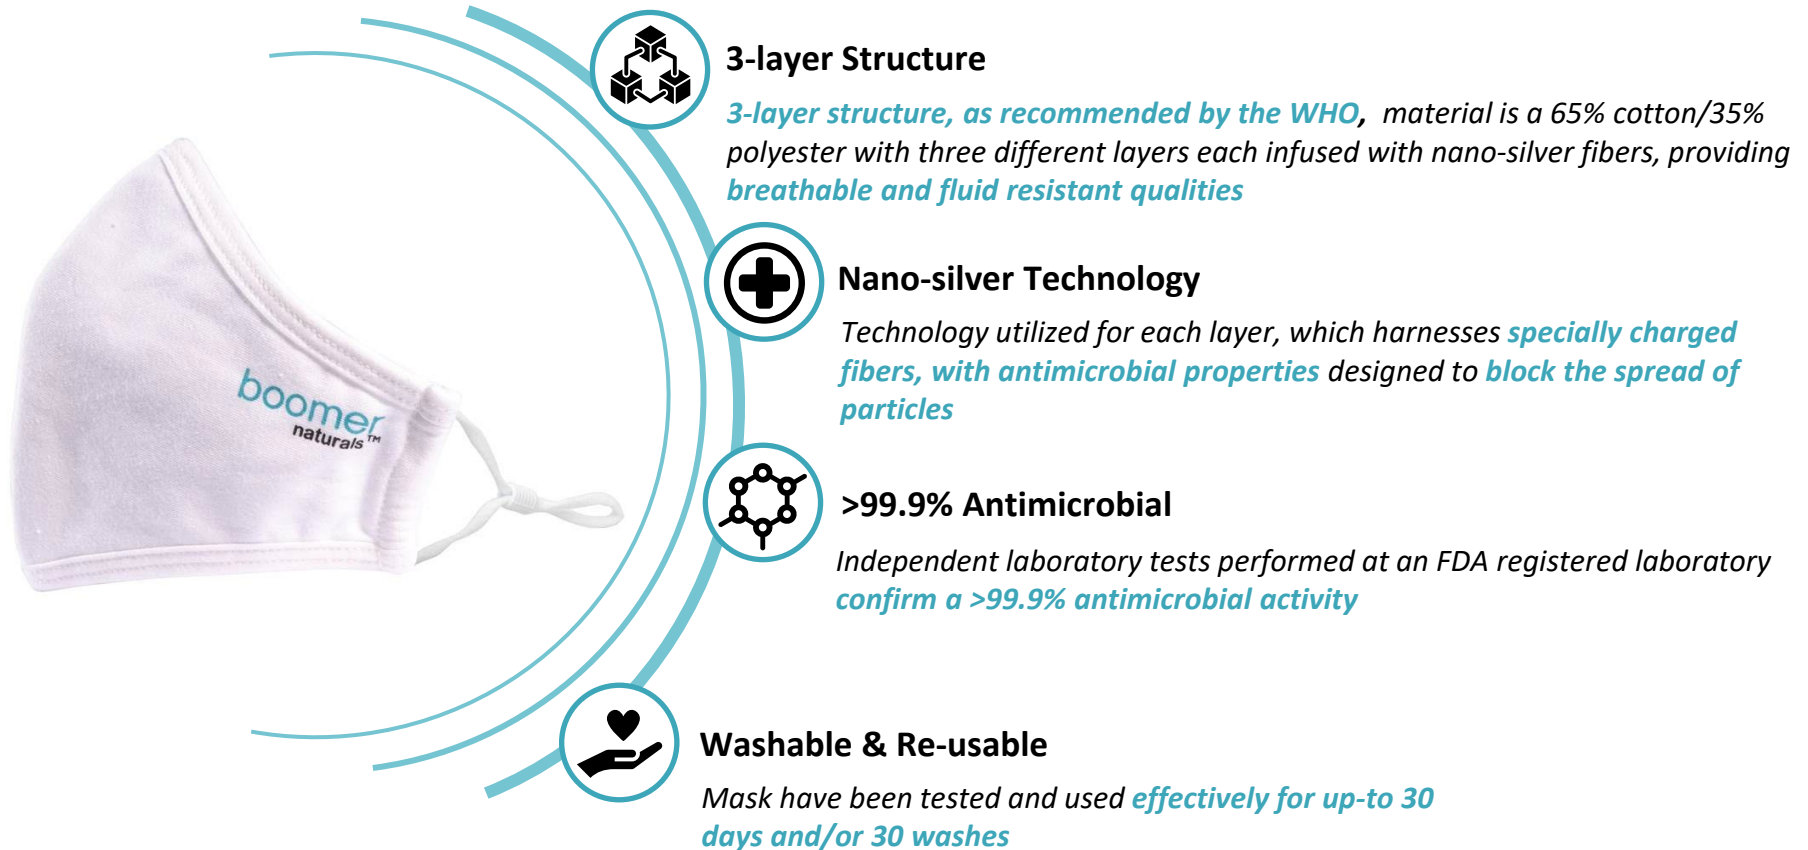 3-layer Structure
3-layer structure, as recommended by the WHO, material is a 65% cotton/35%
polyester with three different layers each infused with nano-silver fibers, providing
breathable and fluid resistant qualities
boomer
naturals™
Nano-silver Technology
Technology utilized for each layer, which harnesses specially charged
fibers, with antimicrobial properties designed to block the spread of
particles
>99.9% Antimicrobial
Independent laboratory tests performed at an FDA registered laboratory
confirm a >99.9% antimicrobial activity
Washable & Re-usable
Mask have been tested and used effectively for up-to 30
days and/or 30 washes